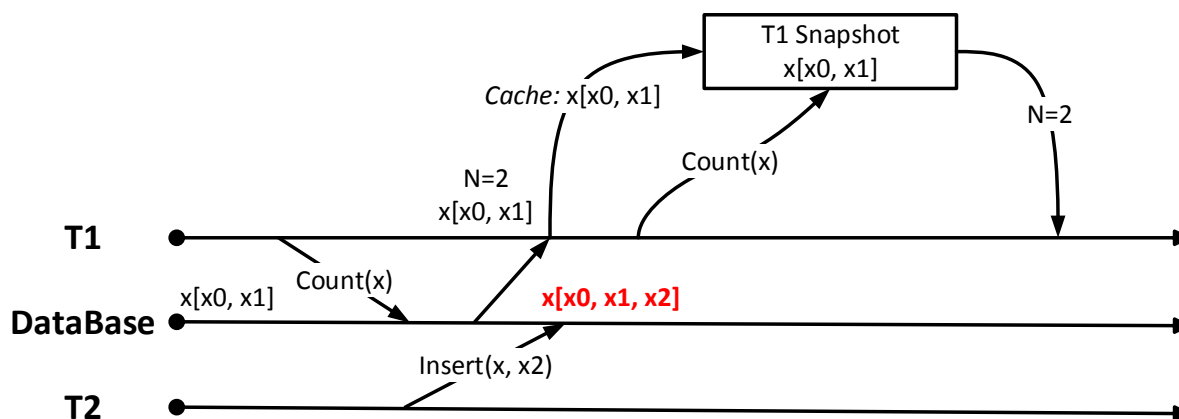 T1 Snapshot
x[x0, x1]
Cache: x[x0, x1]
N=2
Count(x)
N=2
x[x0, x1]
T1
Count(x)
x[x0, x1]
x[x0, x1, x2]
DataBase
Insert(x, x2)
T2